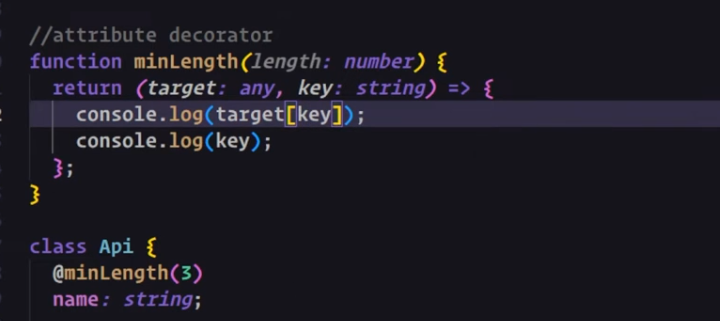 //attribute decorator
function minLength(length: number) {
  return (target: any, key: string) => {
    console.log(target[key]);
    console.log(key);
  };
}
class Api {
  @minLength(3)
  name: string;